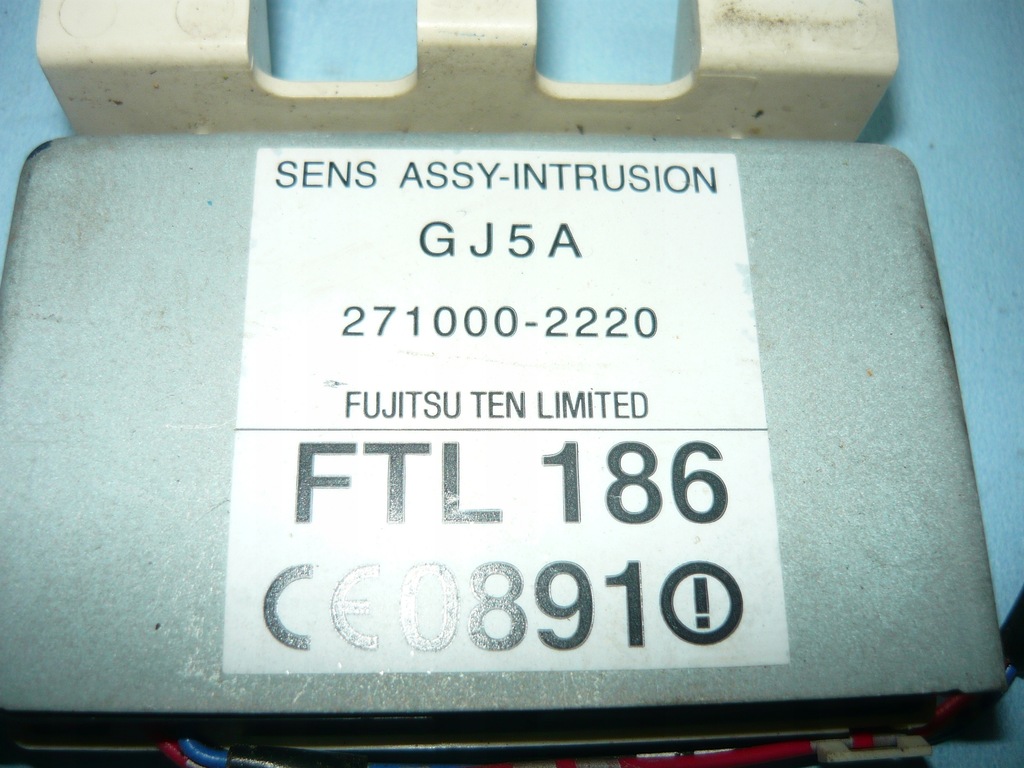 SENS ASSY-INTRUSION
GJ5A
271000-2220
FUJITSU TEN LIMITED
FTL 186
CE0891